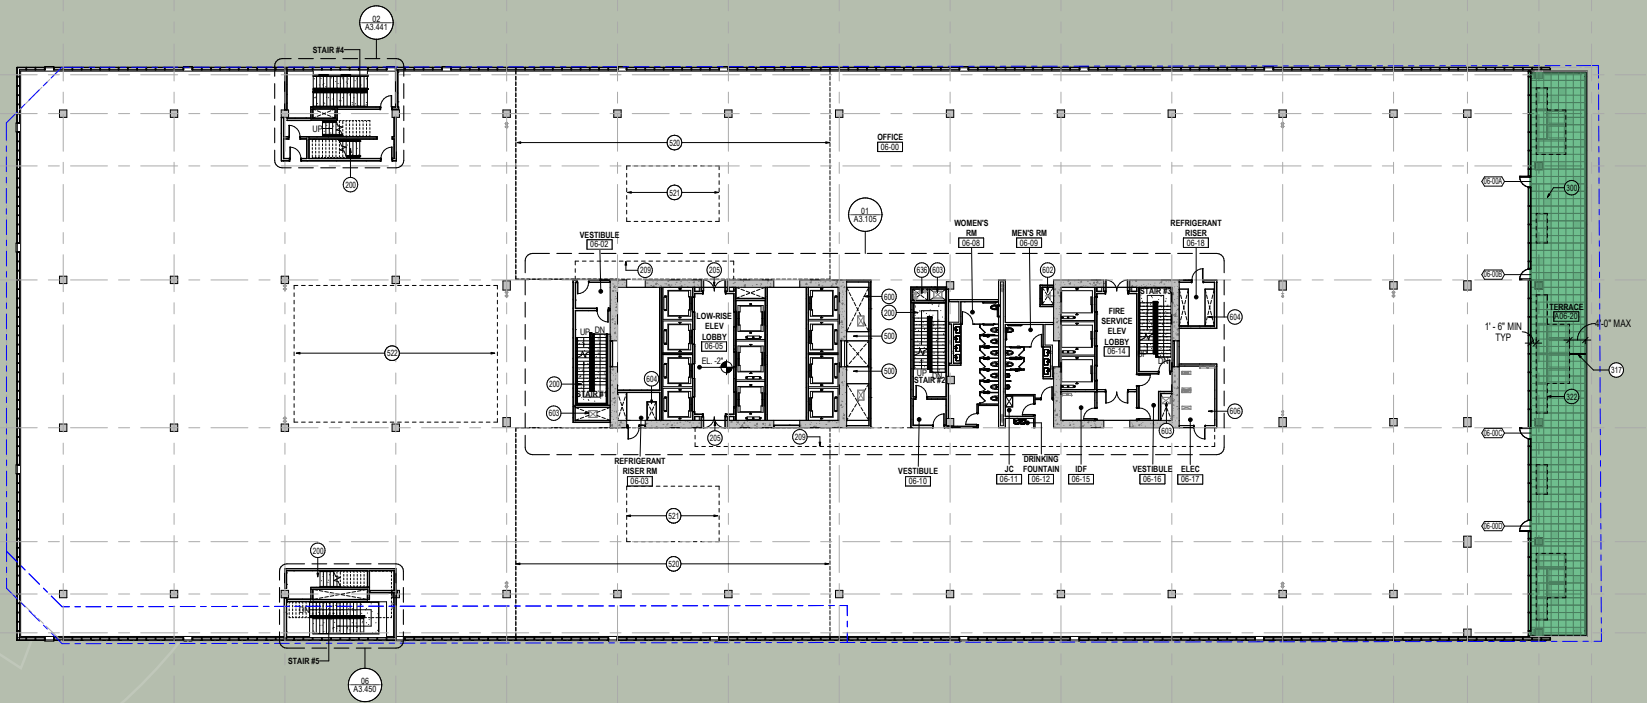 02
A3.441
STAIR #4
UP
200
520
OFFICE
06-00
521
06-00A
300
01
A3.105
WOMEN'S
RM
06-08
MEN'S RM
06-09
REFRIGERANT
RISER
06-18
VESTIBULE
06-02
209
205
636
603
602
06-00B
STAIR #3
600
200
LOW-RISE
ELEV
LOBBY
06-05
EL. -2"
500
500
FIRE
SERVICE
ELEV
LOBBY
06-14
604
TERRACE
A06-20
1' - 6" MIN
TYP
4'-0" MAX
317
522
UP
DN
200
STAIR #1
603
604
UP
DN
STAIR #2
DN
322
606
603
205
209
06-00C
REFRIGERANT
RISER RM
06-03
VESTIBULE
06-10
JC
06-11
DRINKING
FOUNTAIN
06-12
IDF
06-15
VESTIBULE
06-16
ELEC
06-17
521
06-00D
200
520
STAIR #5
06
A3.450